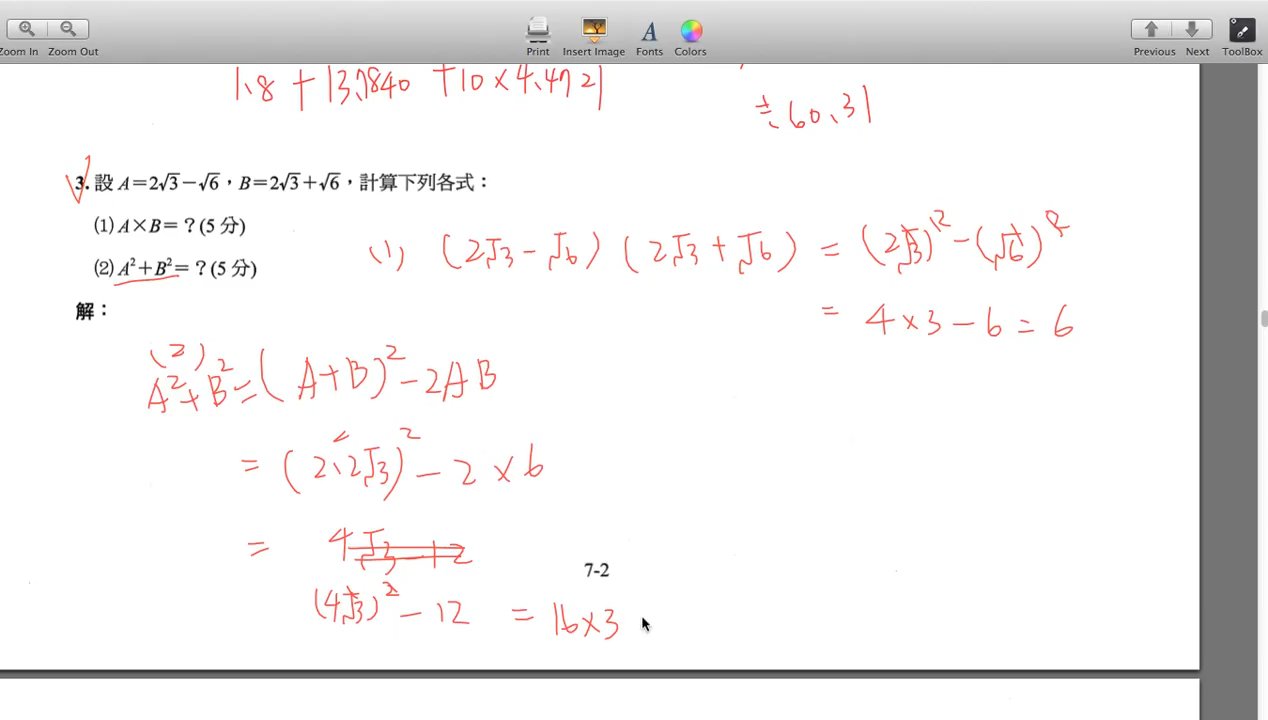 Zoom In Zoom Out Print Insert Image Fonts Colors Previous Next ToolBox
1.8 + 13.7840 + 10 × 4.4721
≒ 60.31
3. 設 A＝2√3－√6，B＝2√3＋√6，計算下列各式：
(1) A×B＝？(5 分)
(2) A²＋B²＝？(5 分)
解：
(1) (2√3 − √6) (2√3 + √6) = (2√3)² − (√6)²
= 4 × 3 − 6 = 6
(2)
A² + B² = (A + B)² − 2AB
= (2·2√3)² − 2 × 6
= 4
(4√3)² − 12 = 16 × 3
7-2